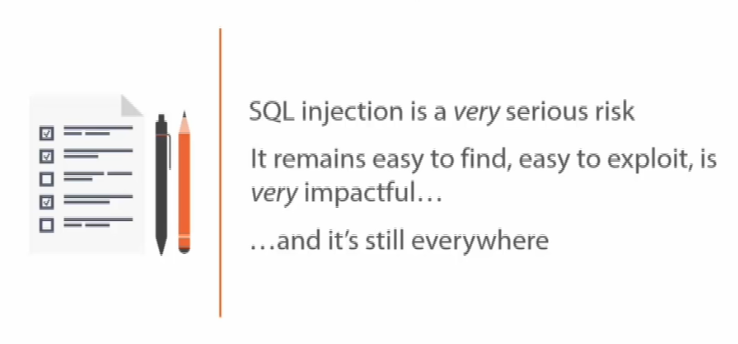 SQL injection is a very serious risk
It remains easy to find, easy to exploit, is
very impactful…
…and it's still everywhere